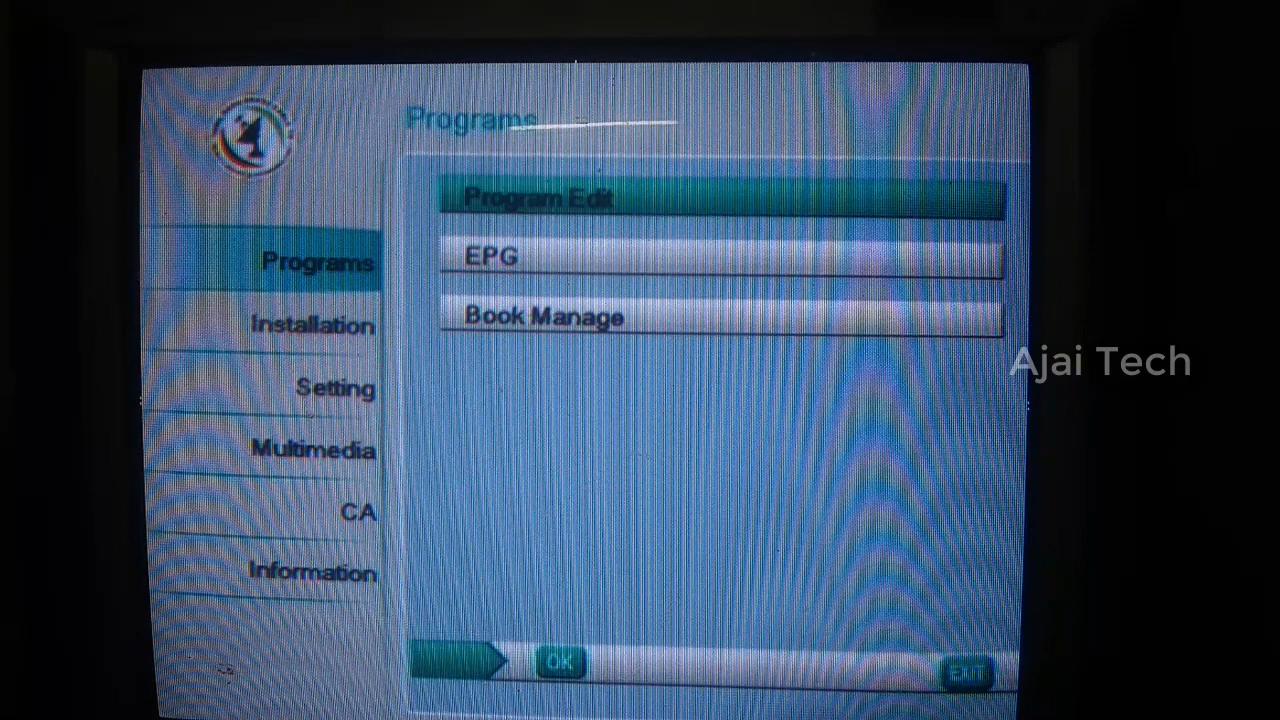 Programs
Program Edit
EPG
Book Manage
Programs
Installation
Setting
Multimedia
CA
Information
OK
EXIT
Ajai Tech